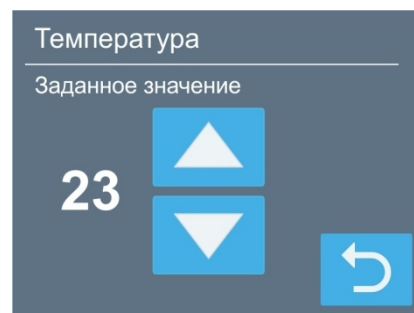 Температура
Заданное значение
23